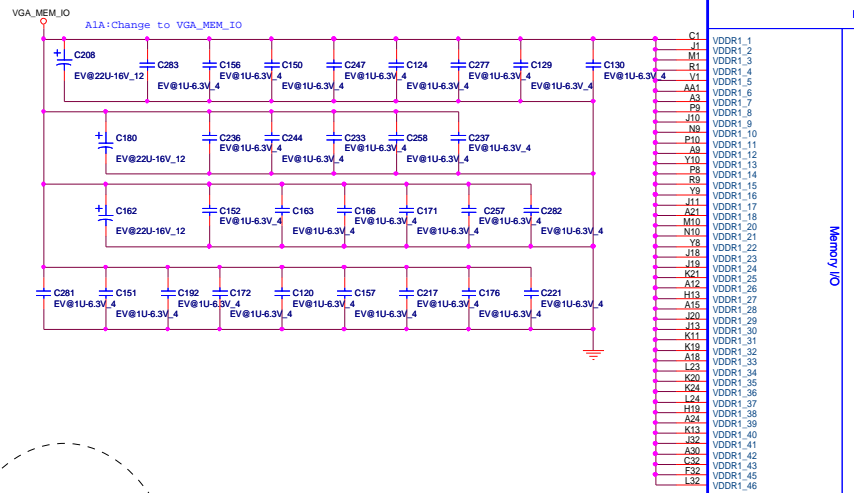 VGA_MEM_IO
A1A:Change to VGA_MEM_IO
C208
EV@22U-16V_12
C283
EV@1U-6.3V_4
C156
EV@1U-6.3V_4
C150
EV@1U-6.3V_4
C247
EV@1U-6.3V_4
C124
EV@1U-6.3V_4
C277
EV@1U-6.3V_4
C129
EV@1U-6.3V_4
C130
EV@1U-6.3V_4
C180
EV@22U-16V_12
C236
EV@1U-6.3V_4
C244
EV@1U-6.3V_4
C233
EV@1U-6.3V_4
C258
EV@1U-6.3V_4
C237
EV@1U-6.3V_4
C162
EV@22U-16V_12
C152
EV@1U-6.3V_4
C163
EV@1U-6.3V_4
C166
EV@1U-6.3V_4
C171
EV@1U-6.3V_4
C257
EV@1U-6.3V_4
C282
EV@1U-6.3V_4
C281
EV@1U-6.3V_4
C151
EV@1U-6.3V_4
C192
EV@1U-6.3V_4
C172
EV@1U-6.3V_4
C120
EV@1U-6.3V_4
C157
EV@1U-6.3V_4
C217
EV@1U-6.3V_4
C176
EV@1U-6.3V_4
C221
EV@1U-6.3V_4
C1 VDDR1_1
J1 VDDR1_2
M1 VDDR1_3
R1 VDDR1_4
V1 VDDR1_5
AA1 VDDR1_6
A3 VDDR1_7
P9 VDDR1_8
J10 VDDR1_9
N9 VDDR1_10
P10 VDDR1_11
A9 VDDR1_12
Y10 VDDR1_13
P8 VDDR1_14
R9 VDDR1_15
Y9 VDDR1_16
J11 VDDR1_17
A21 VDDR1_18
M10 VDDR1_20
N10 VDDR1_21
Y8 VDDR1_22
J18 VDDR1_23
J19 VDDR1_24
K21 VDDR1_25
A12 VDDR1_26
H13 VDDR1_27
A15 VDDR1_28
J20 VDDR1_29
J13 VDDR1_30
K11 VDDR1_31
K19 VDDR1_32
A18 VDDR1_33
L23 VDDR1_34
K20 VDDR1_35
K24 VDDR1_36
L24 VDDR1_37
H19 VDDR1_38
A24 VDDR1_39
K13 VDDR1_40
J32 VDDR1_41
A30 VDDR1_42
C32 VDDR1_43
F32 VDDR1_45
L32 VDDR1_46
Memory I/O